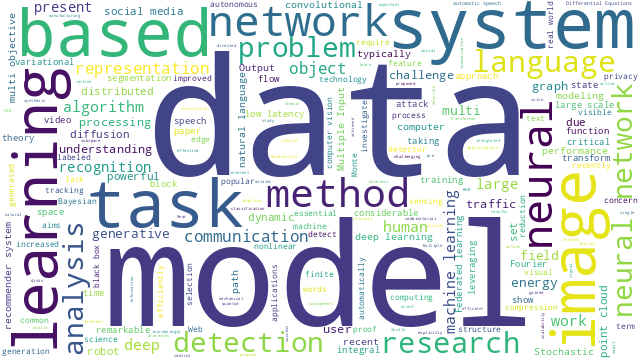 present
social media
autonomous
convolutional
automatic speech
Differential Equations
based
network
system
multi objective
variational
problem
real world
representation
typically
language
segmentation
improved
Output
object
challenge
feature
approach
privacy
distributed
flow
technology
graph
state
algorithm
low latency
multi
modeling
large scale
processing
natural language
Multiple Input
attack
video
diffusion
speech
process
due
visible
theory
paper
computer
function
text
understanding
edge
computer vision
investigate
taking
critical
labeled
recognition
data
Monte
detector
performance
transform
learning
tracking
powerful
popular
training
neural
recently
Bayesian
block
task
method
large
image
neural network
space
dynamic
essential
considerable
human
sensing
traffic
set
reduction
concern
aims
generative
communication
machine
detect
deep learning
machine learning
Federated learning
leveraging
field
increased
analysis
black box
nonlinear
finite
Fourier
recommender system
path
model
automatically
computing
energy
visual
point cloud
time
efficiently
selection
applications
words
compression
common
remarkable
Web
user
proof
show
work
science
deep
detection
recent
research
structure
term
generation
robot
integral
Stochastic